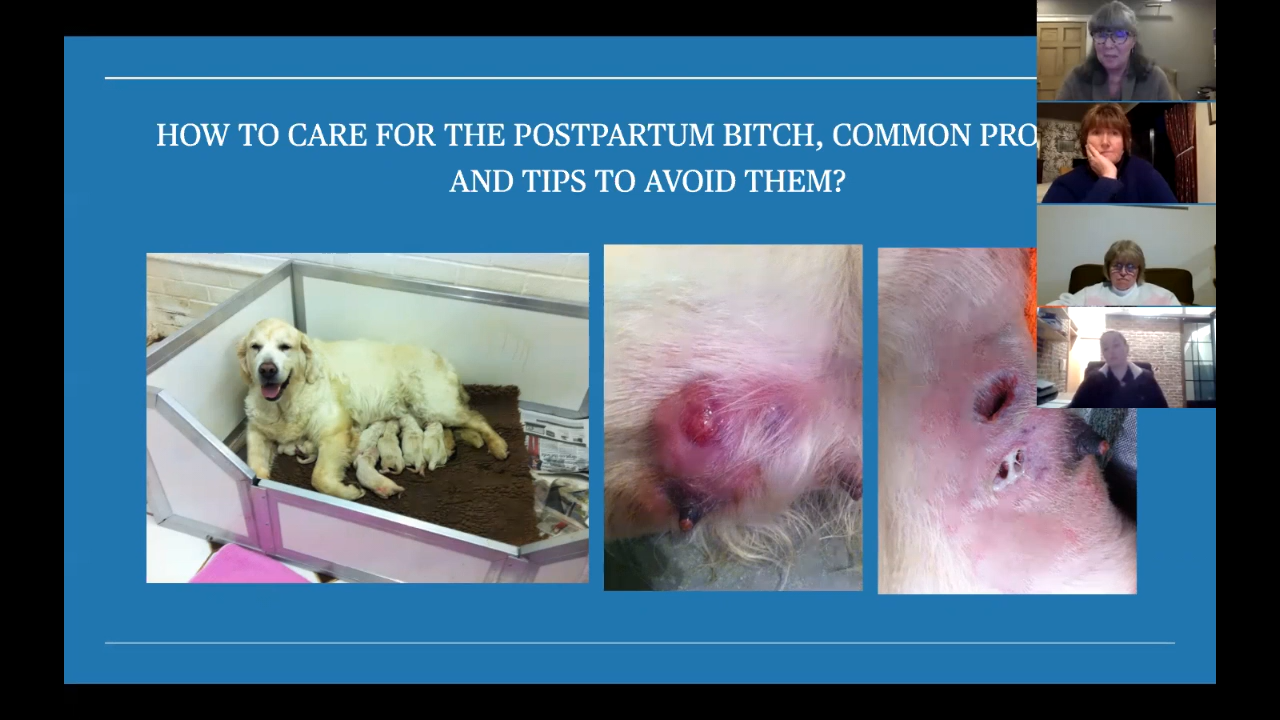 HOW TO CARE FOR THE POSTPARTUM BITCH, COMMON PRO
AND TIPS TO AVOID THEM?